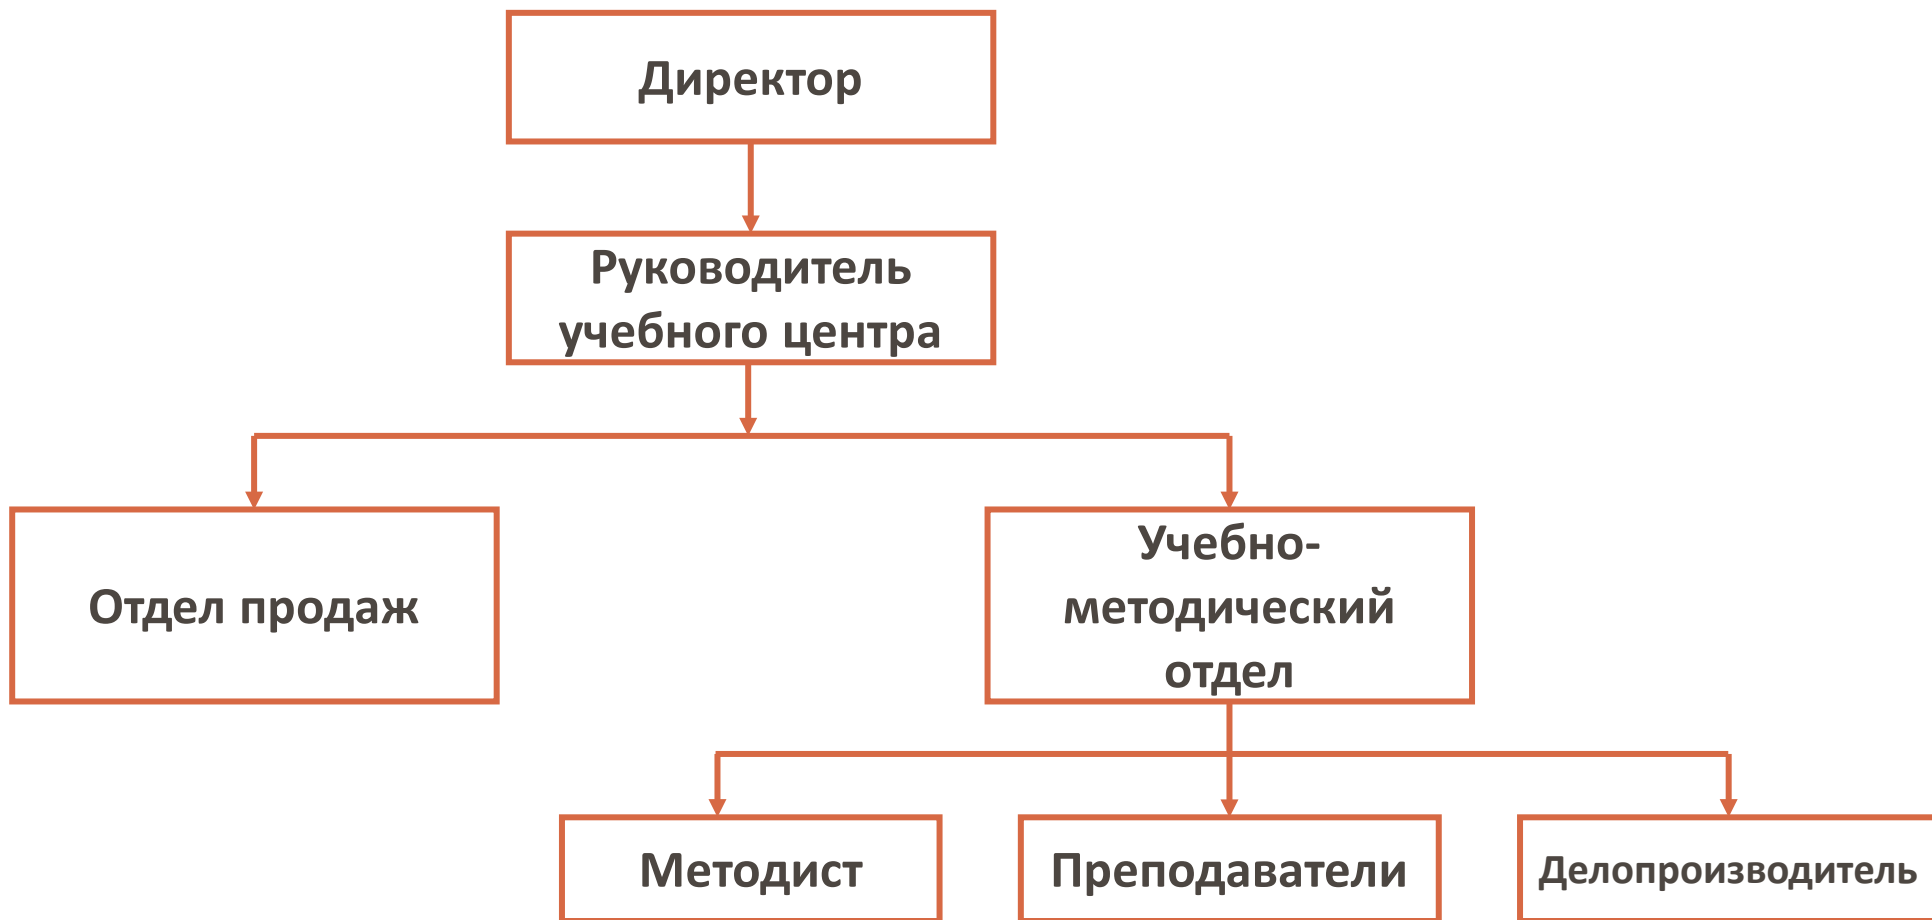 Директор
Руководитель
учебного центра
Отдел продаж
Учебно-
методический
отдел
Методист
Преподаватели
Делопроизводитель